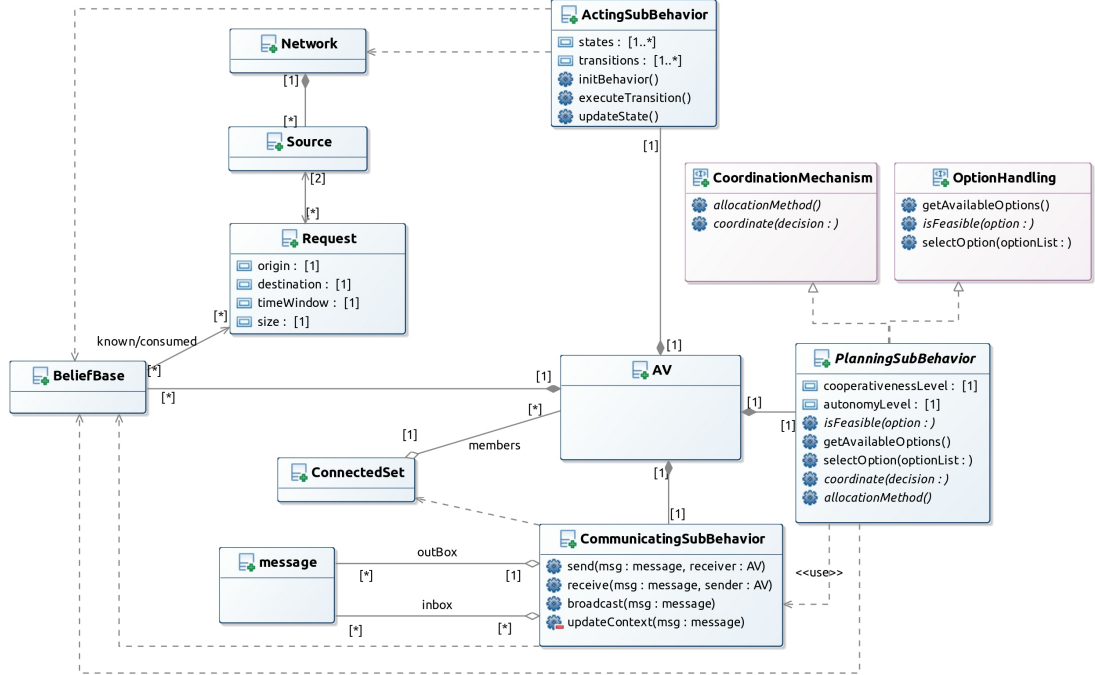 ActingSubBehavior
states : [1..*]
transitions : [1..*]
initBehavior()
executeTransition()
updateState()
Network
[1]
[*]
Source
[2]
[*]
Request
origin : [1]
destination : [1]
timeWindow : [1]
size : [1]
[1]
CoordinationMechanism
allocationMethod()
coordinate(decision : )
OptionHandling
getAvailableOptions()
isFeasible(option : )
selectOption(optionList : )
[*]
known/consumed
[*]
BeliefBase
[*]
[1]
[1]
AV
[*]
[1]
members
ConnectedSet
[1]
[1]
PlanningSubBehavior
cooperativenessLevel : [1]
autonomyLevel : [1]
isFeasible(option : )
getAvailableOptions()
selectOption(optionList : )
coordinate(decision : )
allocationMethod()
[1]
[1]
CommunicatingSubBehavior
send(msg : message, receiver : AV)
receive(msg : message, sender : AV)
broadcast(msg : message)
updateContext(msg : message)
message
outBox
[*]
[1]
inbox
[*]
[*]
<<use>>